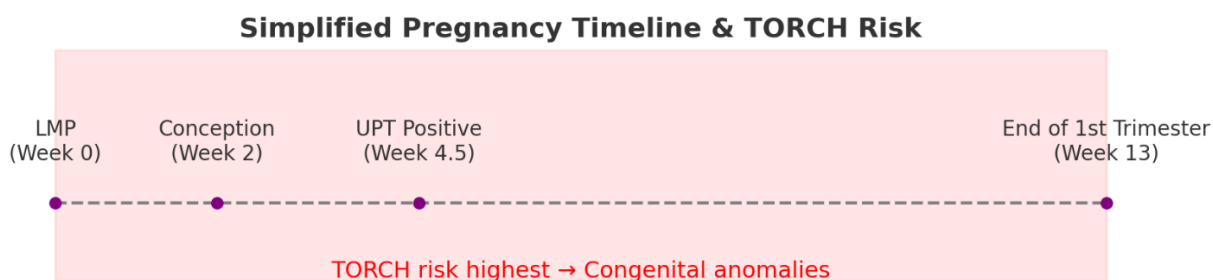 Simplified Pregnancy Timeline & TORCH Risk
LMP
(Week 0)
Conception
(Week 2)
UPT Positive
(Week 4.5)
End of 1st Trimester
(Week 13)
TORCH risk highest → Congenital anomalies